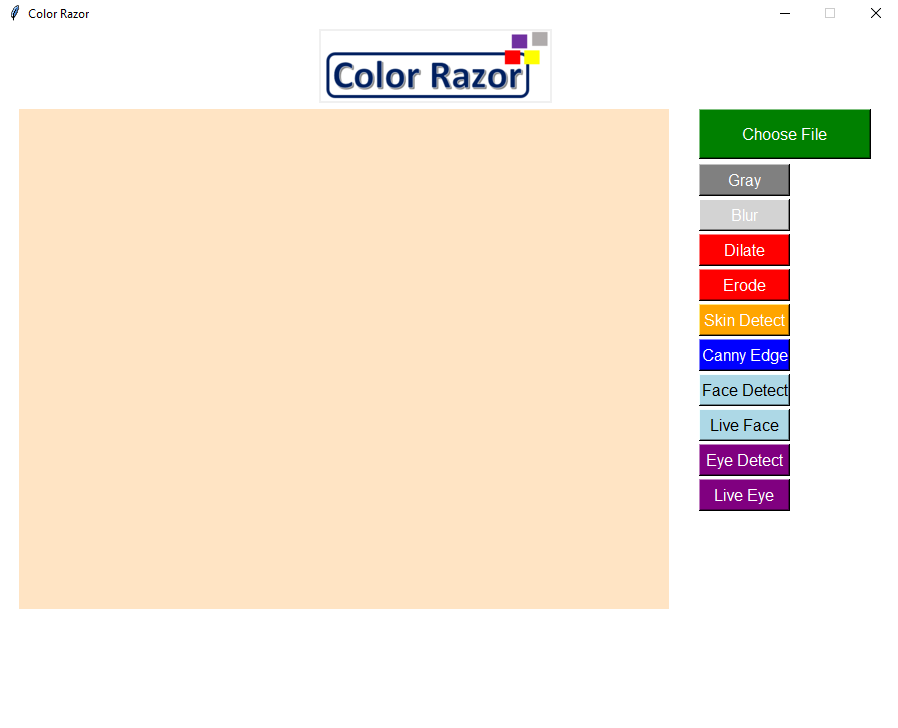 Color Razor
Color Razor
Choose File
Gray
Blur
Dilate
Erode
Skin Detect
Canny Edge
Face Detect
Live Face
Eye Detect
Live Eye